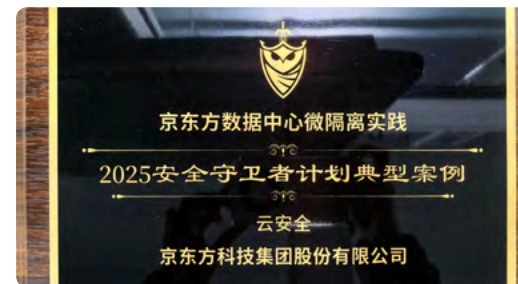 京东方数据中心微隔离实践
2025安全守卫者计划典型案例
云安全
京东方科技集团股份有限公司